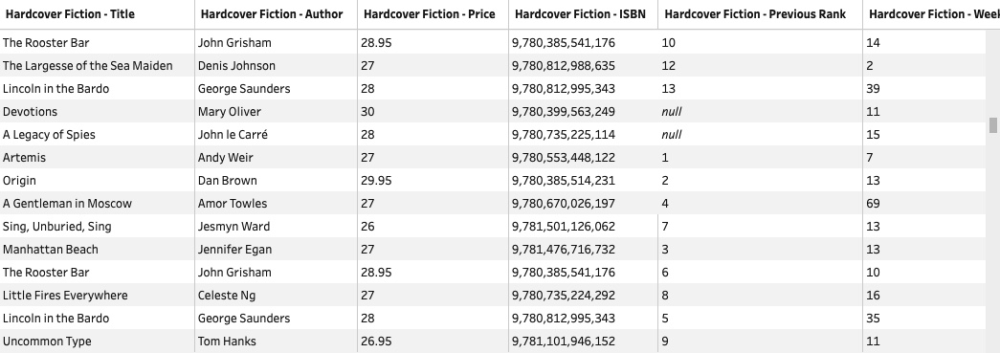 Hardcover Fiction - Title Hardcover Fiction - Author Hardcover Fiction - Price Hardcover Fiction - ISBN Hardcover Fiction - Previous Rank Hardcover Fiction - Week
The Rooster Bar John Grisham 28.95 9,780,385,541,176 10 14
The Largesse of the Sea Maiden Denis Johnson 27 9,780,812,988,635 12 2
Lincoln in the Bardo George Saunders 28 9,780,812,995,343 13 39
Devotions Mary Oliver 30 9,780,399,563,249 null 11
A Legacy of Spies John le Carré 28 9,780,735,225,114 null 15
Artemis Andy Weir 27 9,780,553,448,122 1 7
Origin Dan Brown 29.95 9,780,385,514,231 2 13
A Gentleman in Moscow Amor Towles 27 9,780,670,026,197 4 69
Sing, Unburied, Sing Jesmyn Ward 26 9,781,501,126,062 7 13
Manhattan Beach Jennifer Egan 27 9,781,476,716,732 3 13
The Rooster Bar John Grisham 28.95 9,780,385,541,176 6 10
Little Fires Everywhere Celeste Ng 27 9,780,735,224,292 8 16
Lincoln in the Bardo George Saunders 28 9,780,812,995,343 5 35
Uncommon Type Tom Hanks 26.95 9,781,101,946,152 9 11